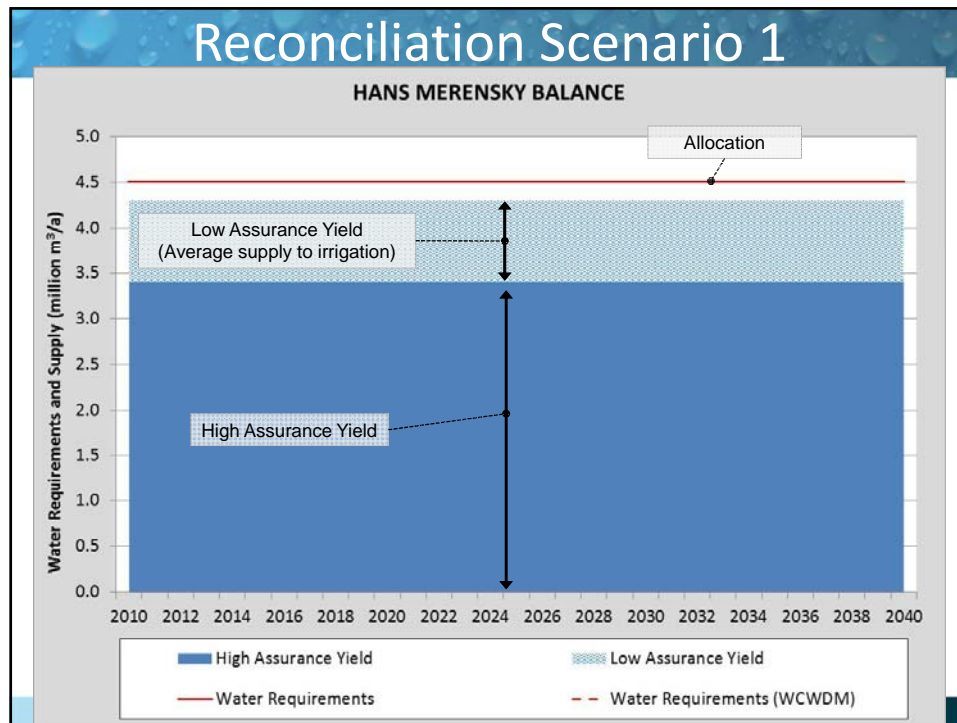 Reconciliation Scenario 1
HANS MERENSKY BALANCE
Water Requirements and Supply (million m³/a)
5.0
4.5
4.0
3.5
3.0
2.5
2.0
1.5
1.0
0.5
0.0
Allocation
Low Assurance Yield
(Average supply to irrigation)
High Assurance Yield
2010 2012 2014 2016 2018 2020 2022 2024 2026 2028 2030 2032 2034 2036 2038 2040
High Assurance Yield Low Assurance Yield
Water Requirements Water Requirements (WCWDM)